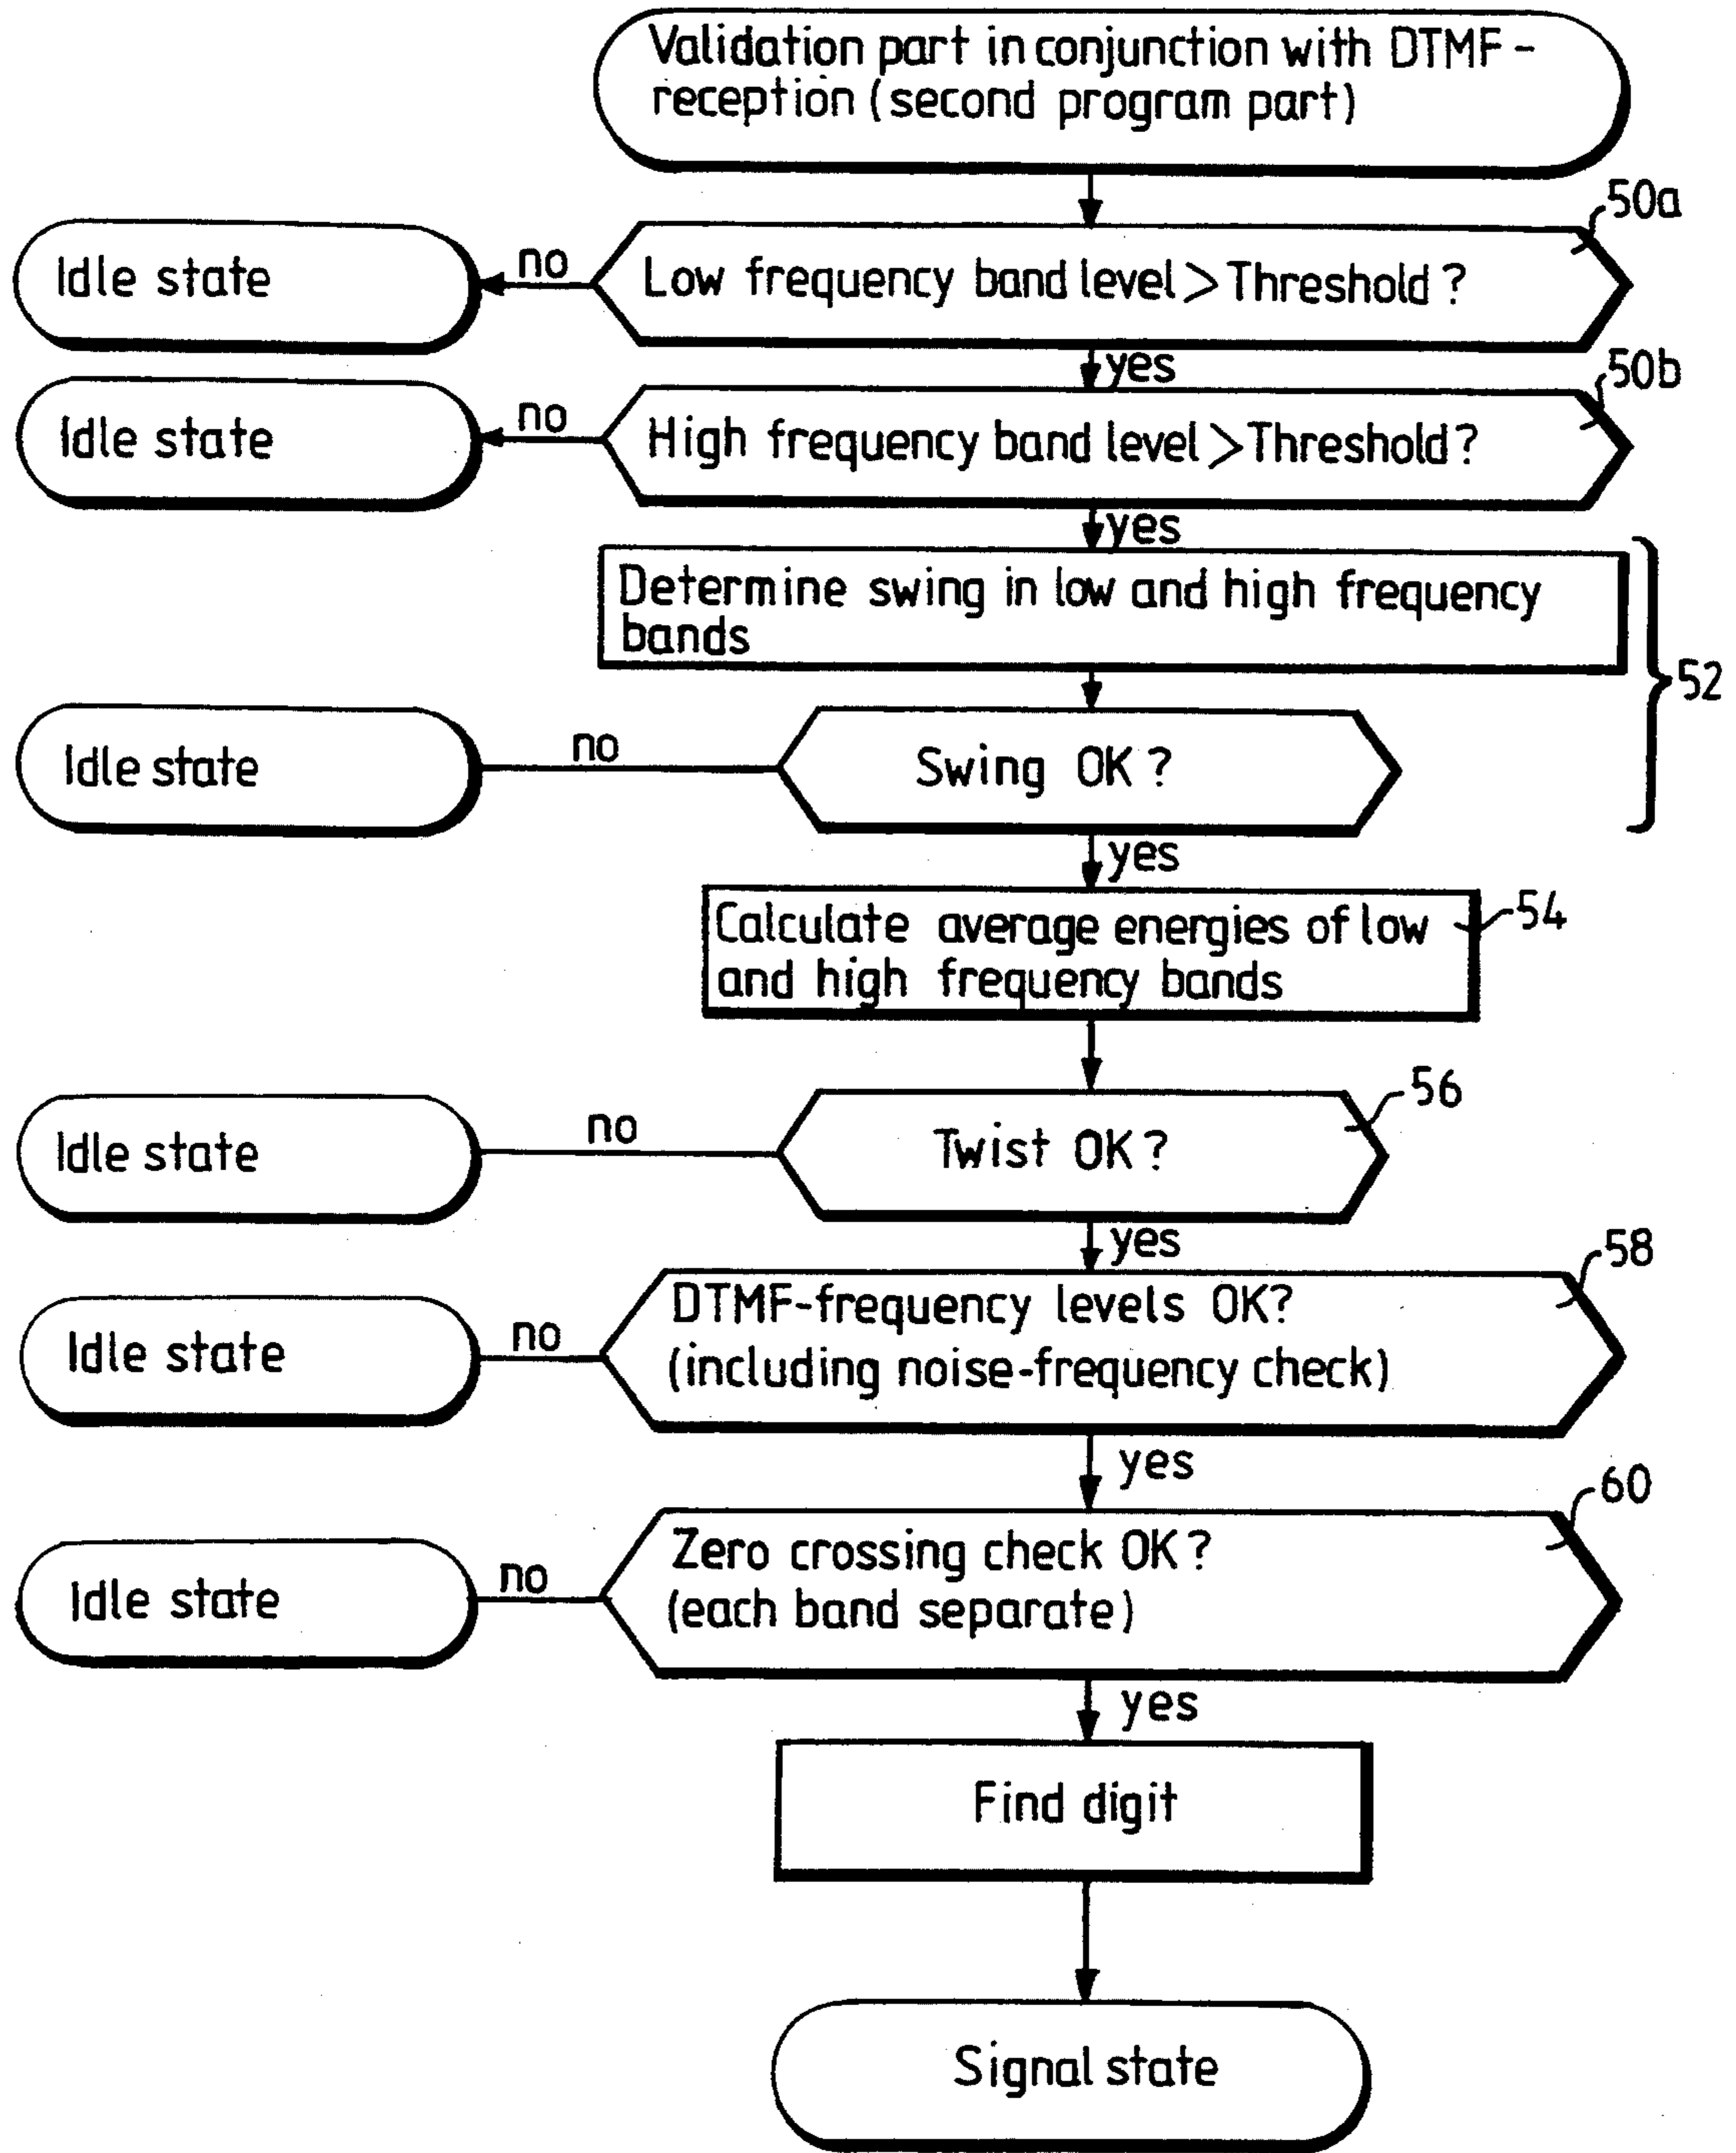 Validation part in conjunction with DTMF-
reception (second program part)
50a
Idle state
no
Low frequency band level > Threshold ?
yes
50b
Idle state
no
High frequency band level > Threshold ?
yes
Determine swing in low and high frequency
bands
52
Idle state
no
Swing OK ?
yes
Calculate average energies of low
and high frequency bands
54
56
Idle state
no
Twist OK ?
yes
58
Idle state
no
DTMF-frequency levels OK?
(including noise-frequency check)
yes
60
Idle state
no
Zero crossing check OK ?
(each band separate)
yes
Find digit
Signal state